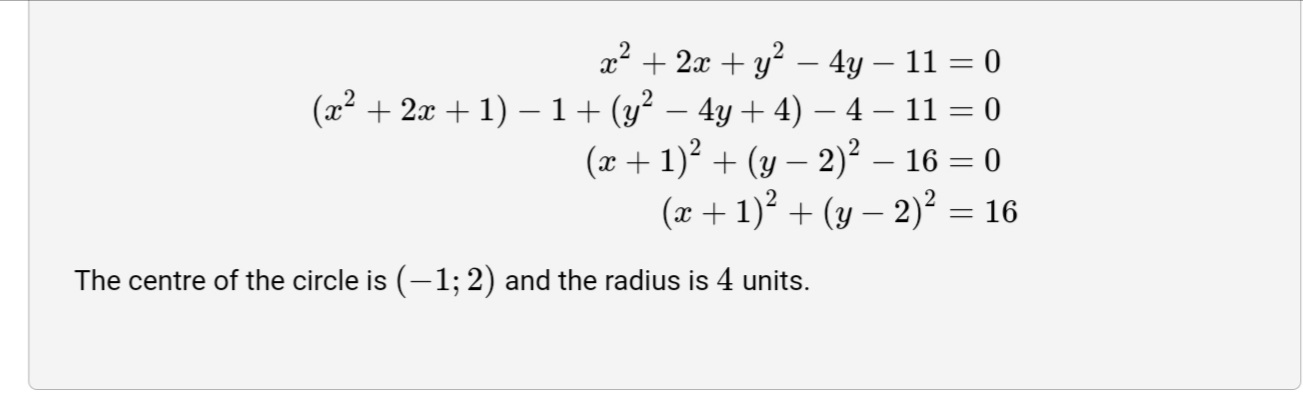 x² + 2x + y² − 4y − 11 = 0
(x² + 2x + 1) − 1 + (y² − 4y + 4) − 4 − 11 = 0
(x + 1)² + (y − 2)² − 16 = 0
(x + 1)² + (y − 2)² = 16
The centre of the circle is (−1; 2) and the radius is 4 units.